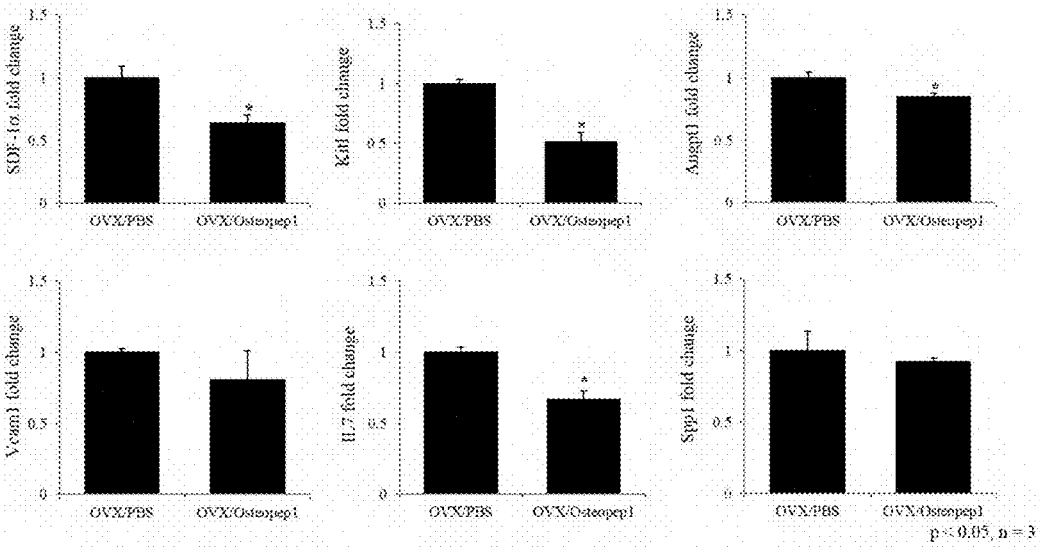 SDF-1α fold change
1.5
1
0.5
0
OVX/PBS OVX/Osteopep1
Kitl fold change
1.5
1
0.5
0
*
OVX/PBS OVX/Osteopep1
Angpt1 fold change
1.5
1
0.5
0
*
OVX/PBS OVX/Osteopep1
*
Vcam1 fold change
1.5
1
0.5
0
OVX/PBS OVX/Osteopep1
IL7 fold change
1.5
1
0.5
0
*
OVX/PBS OVX/Osteopep1
Spp1 fold change
1.5
1
0.5
0
OVX/PBS OVX/Osteopep1
p < 0.05, n = 3